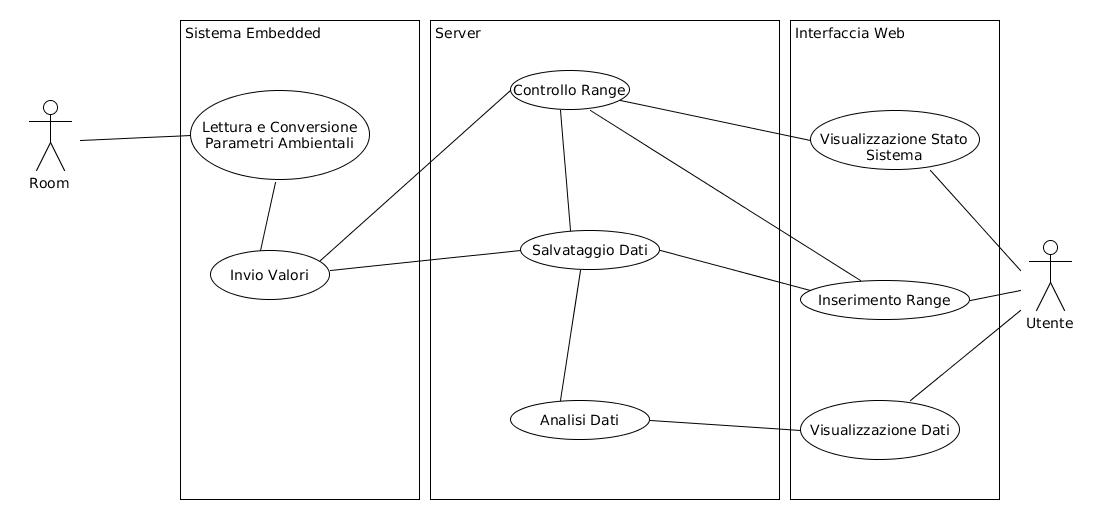 Sistema Embedded
Server
Interfaccia Web
Room
Lettura e Conversione
Parametri Ambientali
Invio Valori
Controllo Range
Salvataggio Dati
Analisi Dati
Visualizzazione Stato
Sistema
Inserimento Range
Visualizzazione Dati
Utente